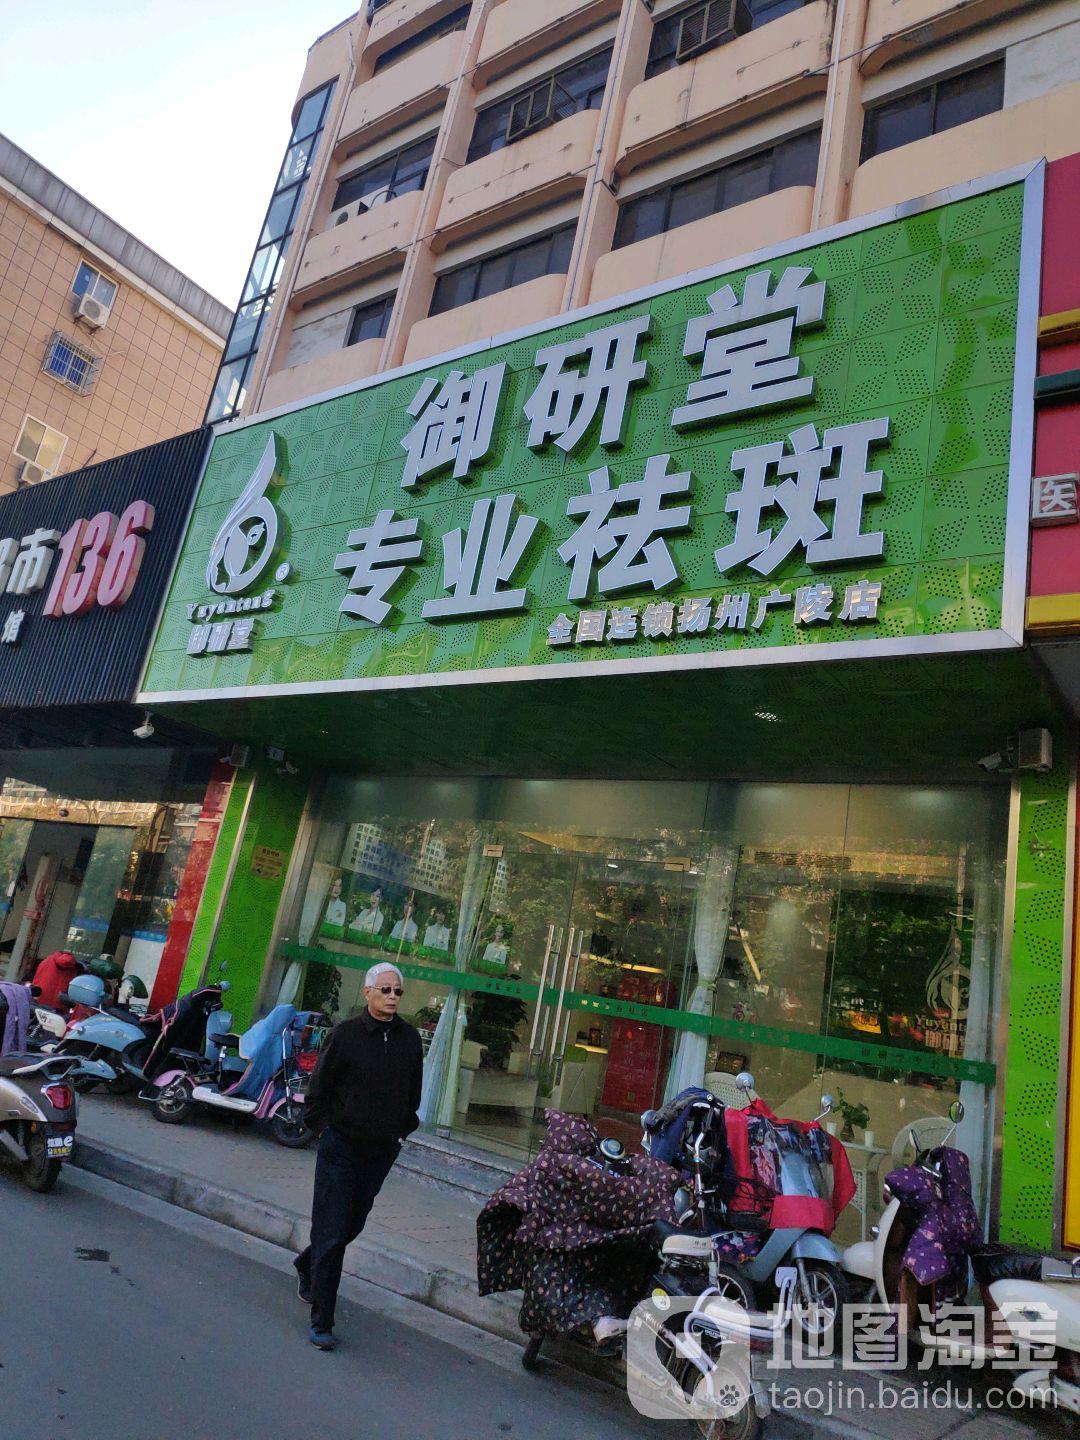 御研堂
专业祛斑
全国连锁扬州广陵店
Yuyantang
御研堂
市136
馆
医
Yuyantang
地图淘金
taojin.baidu.com